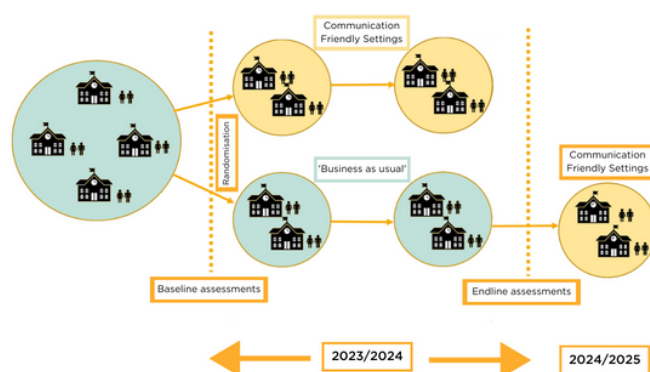 Communication
Friendly Settings
Randomisation
'Business as usual'
Communication
Friendly Settings
Baseline assessments
Endline assessments
2023/2024
2024/2025